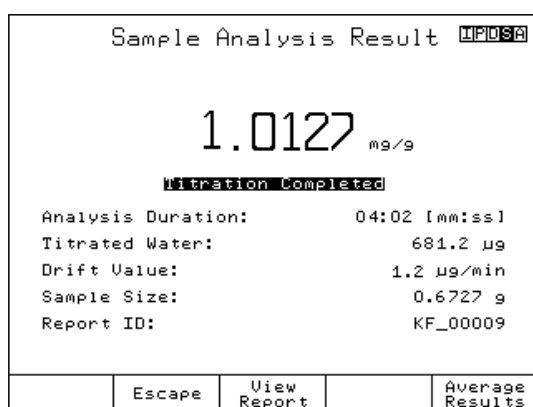 Sample Analysis Result IPDSA
1.0127 mg/g
Titration Completed
Analysis Duration: 04:02 [mm:ss]
Titrated Water: 681.2 µg
Drift Value: 1.2 µg/min
Sample Size: 0.6727 g
Report ID: KF_00009
Escape View Report Average Results